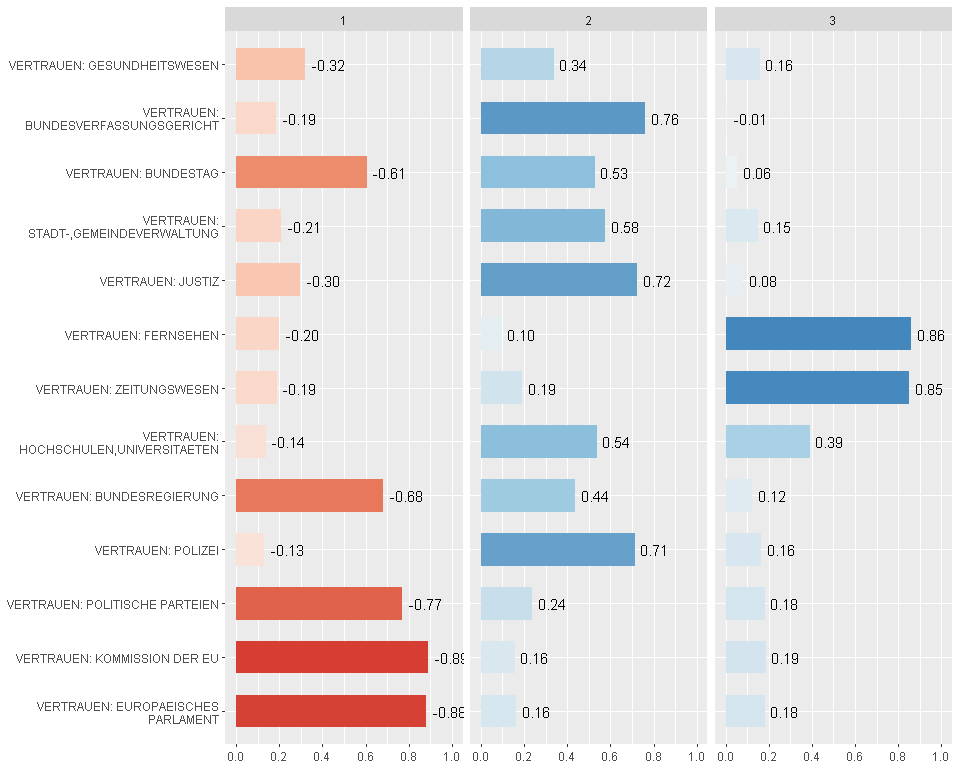 1 2 3
VERTRAUEN: GESUNDHEITSWESEN -0.32 0.34 0.16
VERTRAUEN:
BUNDESVERFASSUNGSGERICHT -0.19 0.76 -0.01
VERTRAUEN: BUNDESTAG -0.61 0.53 0.06
VERTRAUEN:
STADT-,GEMEINDEVERWALTUNG -0.21 0.58 0.15
VERTRAUEN: JUSTIZ -0.30 0.72 0.08
VERTRAUEN: FERNSEHEN -0.20 0.10 0.86
VERTRAUEN: ZEITUNGSWESEN -0.19 0.19 0.85
VERTRAUEN:
HOCHSCHULEN,UNIVERSITAETEN -0.14 0.54 0.39
VERTRAUEN: BUNDESREGIERUNG -0.68 0.44 0.12
VERTRAUEN: POLIZEI -0.13 0.71 0.16
VERTRAUEN: POLITISCHE PARTEIEN -0.77 0.24 0.18
VERTRAUEN: KOMMISSION DER EU -0.89 0.16 0.19
VERTRAUEN: EUROPAEISCHES
PARLAMENT -0.88 0.16 0.18
0.0 0.2 0.4 0.6 0.8 1.0 0.0 0.2 0.4 0.6 0.8 1.0 0.0 0.2 0.4 0.6 0.8 1.0